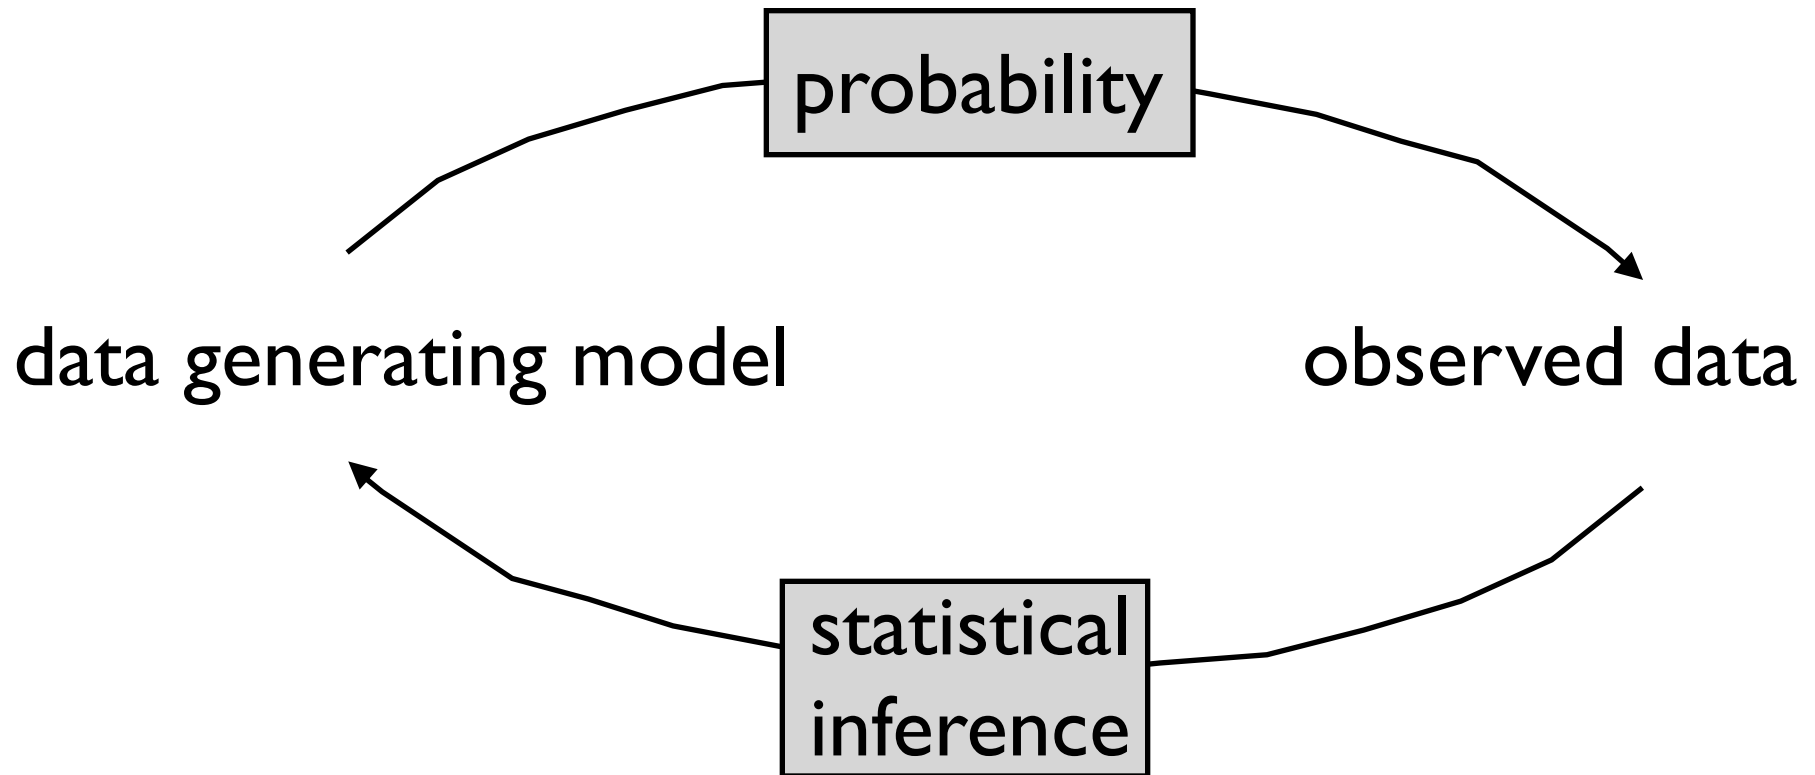 probability
data generating model
observed data
statistical
inference